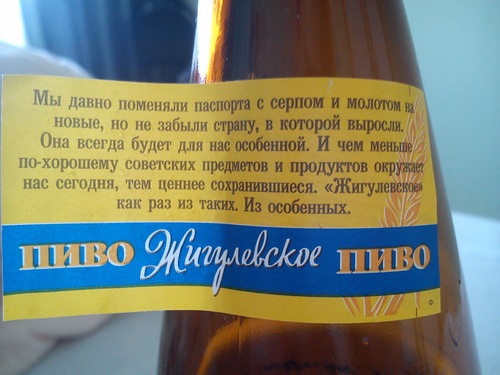 Мы давно поменяли паспорта с серпом и молотом на
новые, но не забыли страну, в которой выросли.
Она всегда будет для нас особенной. И чем меньше
по-хорошему советских предметов и продуктов окружает
нас сегодня, тем ценнее сохранившиеся. «Жигулевское»
как раз из таких. Из особенных.
ПИВО Жигулевское ПИВО